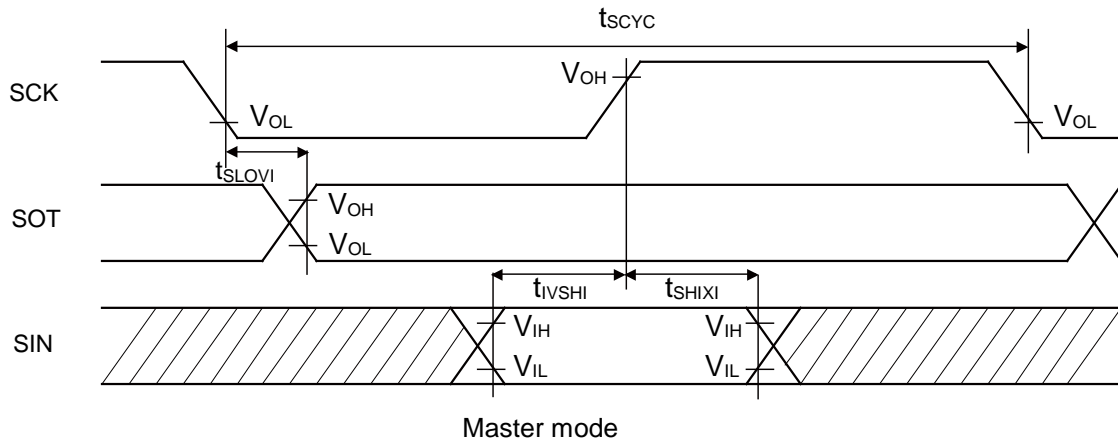 tSCYC
SCK
VOH
VOL
VOL
tSLOVI
SOT
VOH
VOL
tIVSHI
tSHIXI
SIN
VIH
VIH
VIL
VIL
Master mode